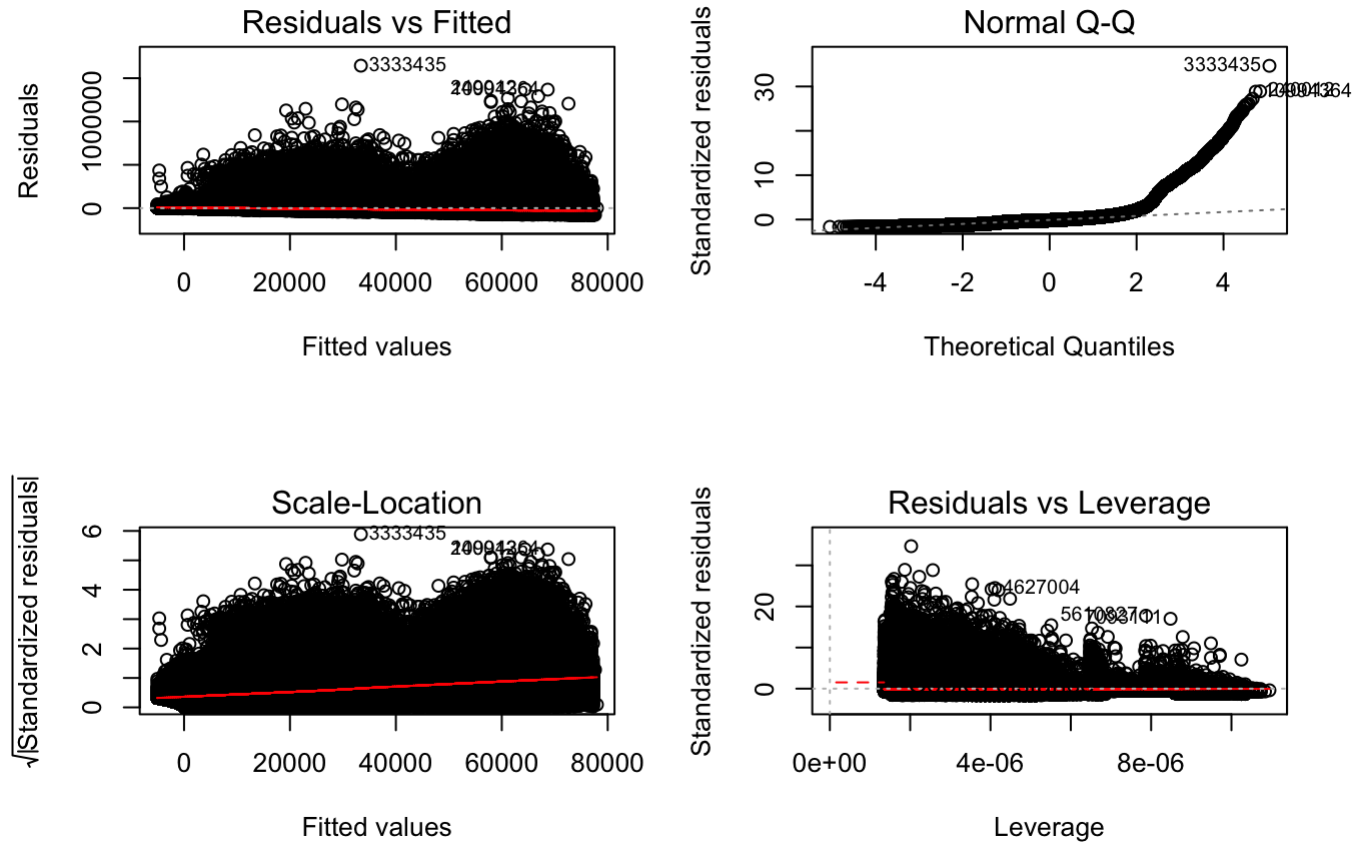 Residuals vs Fitted
Residuals
0
1000000
3333435
0
20000
40000
60000
80000
Fitted values
Normal Q-Q
Standardized residuals
0
10
30
3333435
-4
-2
0
2
4
Theoretical Quantiles
Scale-Location
√|Standardized residuals|
0
2
4
6
3333435
0
20000
40000
60000
80000
Fitted values
Residuals vs Leverage
Standardized residuals
0
20
4627004
0e+00
4e-06
8e-06
Leverage